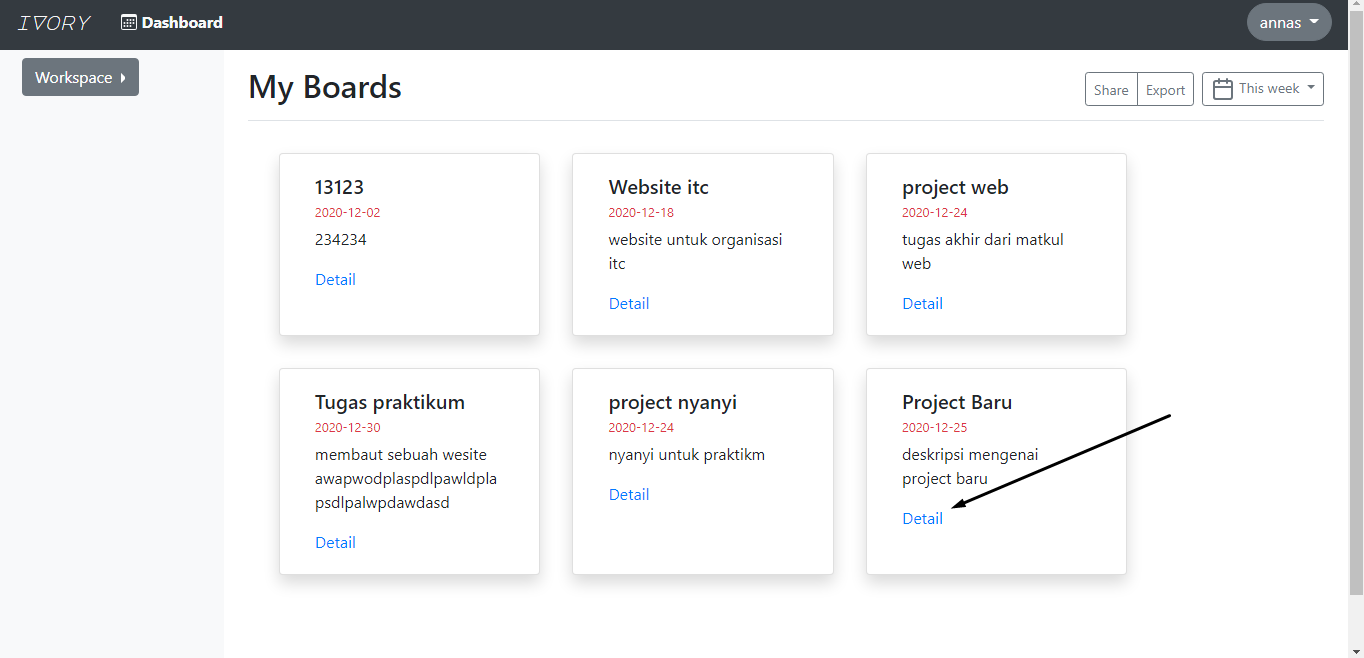 IVORY
Dashboard
annas
Workspace
My Boards
Share
Export
This week
13123
2020-12-02
234234
Detail
Website itc
2020-12-18
website untuk organisasi
itc
Detail
project web
2020-12-24
tugas akhir dari matkul
web
Detail
Tugas praktikum
2020-12-30
membaut sebuah wesite
awapwodplaspdlpawldpla
psdlpalwpdawdasd
Detail
project nyanyi
2020-12-24
nyanyi untuk praktikm
Detail
Project Baru
2020-12-25
deskripsi mengenai
project baru
Detail